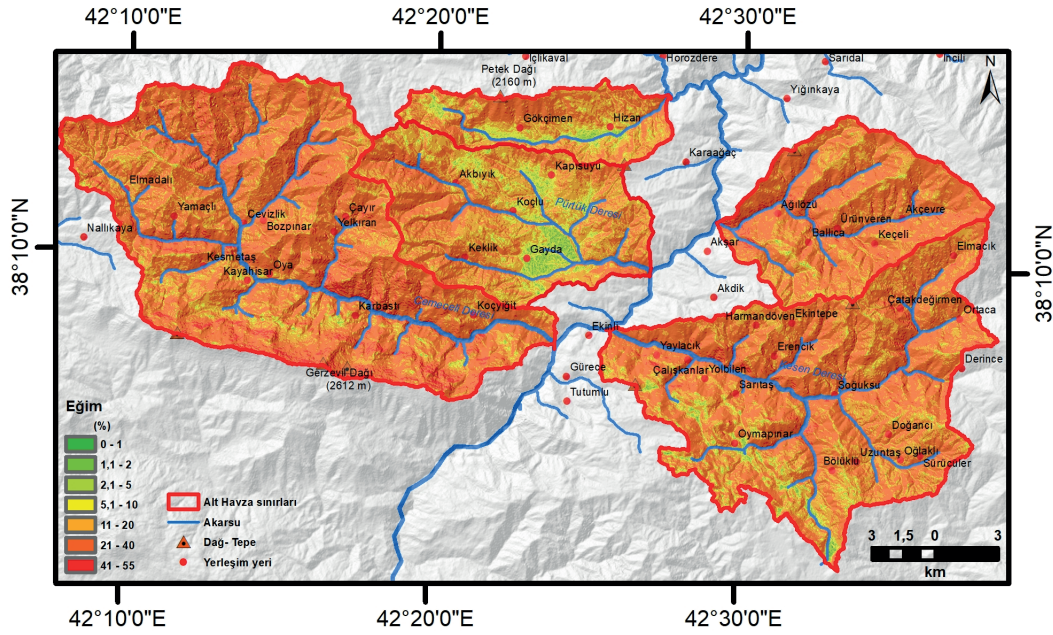 42°10'0"E
42°20'0"E
42°30'0"E
38°10'0"N
38°10'0"N
İçlikaval
Horozdere
Sarıdal
İncili
N
Petek Dağı
(2160 m)
Yığınkaya
Gökçimen
Hizan
Karaağaç
Kapısuyu
Akbıyık
Elmadalı
Koçlu
Pürtük Deresi
Yamaçlı
Çayır
Cevizlik
Yelkıran
Bozpınar
Nallıkaya
Ağılözü
Akçevre
Ürünveren
Ballıca
Keçeli
Akşar
Elmacık
Keklik
Gayda
Kesmetaş
Oya
Kayahisar
Akdik
Çatakdeğirmen
Ortaca
Karbastı
Koçyiğit
Harmandöven
Ekintepe
Ekinli
Yaylacık
Erencik
Derince
Gürece
Çalışkanlar
Yolbilen
Kesen Deresi
Gerzevil Dağı
(2612 m)
Sarıtaş
Soğuksu
Tutumlu
Doğancı
Oymapınar
Uzuntaş
Oğlaklı
Bölüklü
Sürücüler
Eğim
(%)
0 - 1
1,1 - 2
2,1 - 5
5,1 - 10
11 - 20
21 - 40
41 - 55
Alt Havza sınırları
Akarsu
Dağ- Tepe
Yerleşim yeri
3 1,5 0 3
km
42°10'0"E
42°20'0"E
42°30'0"E